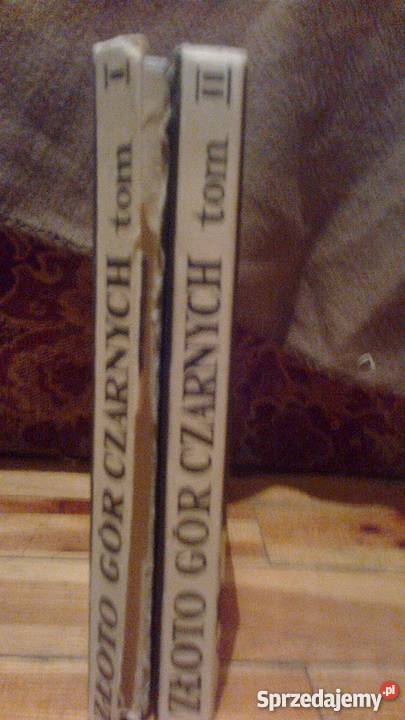 ZŁOTO GÓR CZARNYCH tom I
ZŁOTO GÓR CZARNYCH tom II
Sprzedajemy.pl